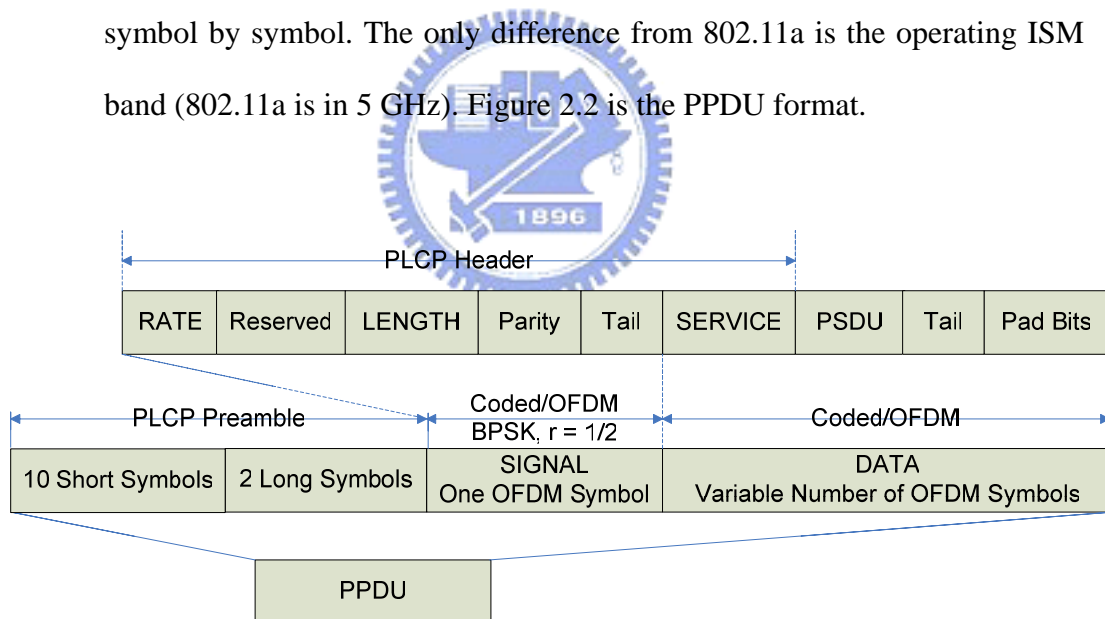 symbol by symbol. The only difference from 802.11a is the operating ISM
band (802.11a is in 5 GHz). Figure 2.2 is the PPDU format.
1896
PLCP Header
RATE Reserved LENGTH Parity Tail SERVICE PSDU Tail Pad Bits
PLCP Preamble
Coded/OFDM
BPSK, r = 1/2
Coded/OFDM
10 Short Symbols
2 Long Symbols
SIGNAL
One OFDM Symbol
DATA
Variable Number of OFDM Symbols
PPDU